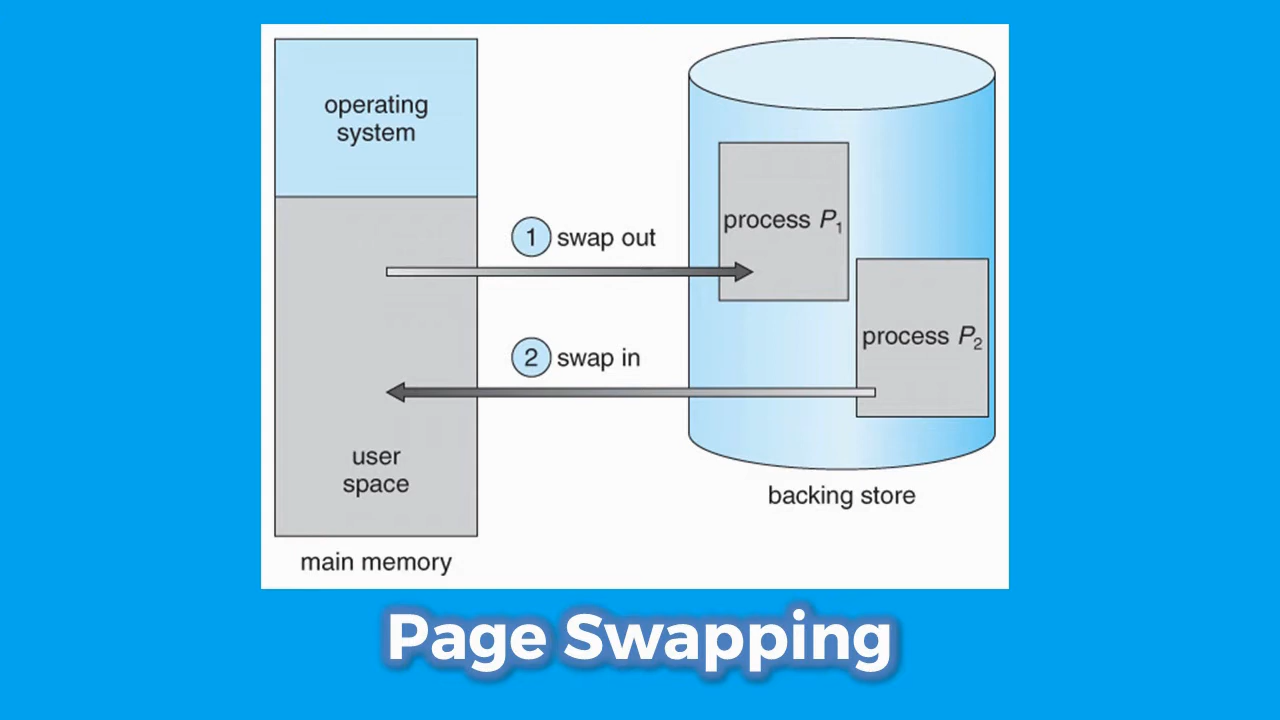 operating
system
1 swap out
process P₁
2 swap in
process P₂
user
space
backing store
main memory
Page Swapping